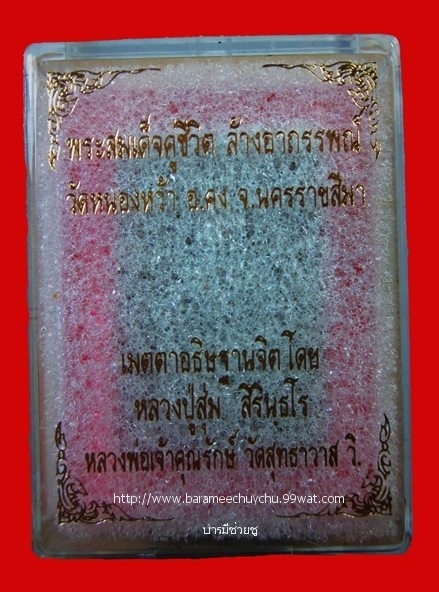 พระสมเด็จคู่ชีวิต ล้างอาถรรพณ์
วัดหนองหว้า อ.คง จ.นครราชสีมา
เมตตาอธิษฐานจิตโดย
หลวงปู่สุ่ม สิรินฺธโร
หลวงพ่อเจ้าคุณรักษ์ วัดสุทธาวาส วิ.
http://www.barameechuychu.99wat.com
บารมีช่วยชู